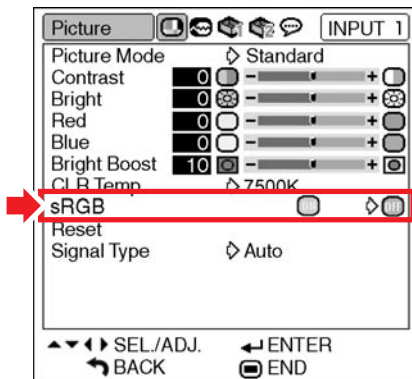 Picture INPUT 1
Picture Mode Standard
Contrast 0 - +
Bright 0 - +
Red 0 - +
Blue 0 - +
Bright Boost 10 - +
CLR Temp 7500K
sRGB
Reset
Signal Type Auto
SEL./ADJ. ENTER
BACK END